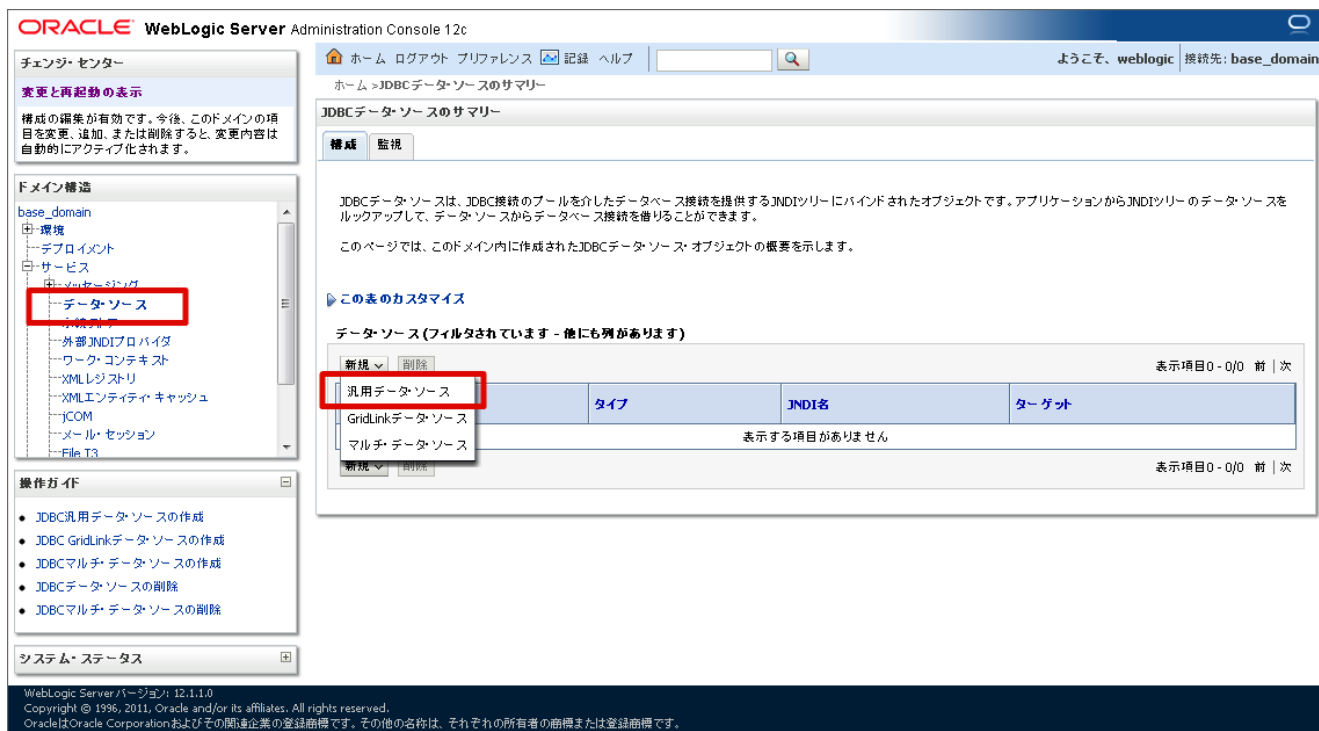 ORACLE WebLogic Server Administration Console 12c
チェンジ・センター
変更と再起動の表示
構成の編集が有効です。今後、このドメインの項
目を変更、追加、または削除すると、変更内容は
自動的にアクティブ化されます。
ドメイン構造
base_domain
環境
デプロイメント
サービス
メッセージング
データ・ソース
永続ストア
外部JNDIプロバイダ
ワーク・コンテキスト
XMLレジストリ
XMLエンティティ・キャッシュ
jCOM
メール・セッション
File T3
操作ガイド
JDBC汎用データ・ソースの作成
JDBC GridLinkデータ・ソースの作成
JDBCマルチ・データ・ソースの作成
JDBCデータ・ソースの削除
JDBCマルチ・データ・ソースの削除
システム・ステータス
ホーム ログアウト プリファレンス 記録 ヘルプ
ようこそ、weblogic 接続先: base_domain
ホーム >JDBCデータ・ソースのサマリー
JDBCデータ・ソースのサマリー
構成 監視
JDBCデータ・ソースは、JDBC接続のプールを介したデータベース接続を提供するJNDIツリーにバインドされたオブジェクトです。アプリケーションからJNDIツリーのデータ・ソースを
ルックアップして、データ・ソースからデータベース接続を借りることができます。
このページでは、このドメイン内に作成されたJDBCデータ・ソース・オブジェクトの概要を示します。
この表のカスタマイズ
データ・ソース(フィルタされています - 他にも列があります)
新規 削除 表示項目0 - 0/0 前 | 次
汎用データ・ソース
GridLinkデータ・ソース
マルチ・データ・ソース
タイプ JNDI名 ターゲット
表示する項目がありません
新規 削除 表示項目0 - 0/0 前 | 次
WebLogic Serverバージョン: 12.1.1.0
Copyright © 1996, 2011, Oracle and/or its affiliates. All rights reserved.
OracleはOracle Corporationおよびその関連企業の登録商標です。その他の名称は、それぞれの所有者の商標または登録商標です。